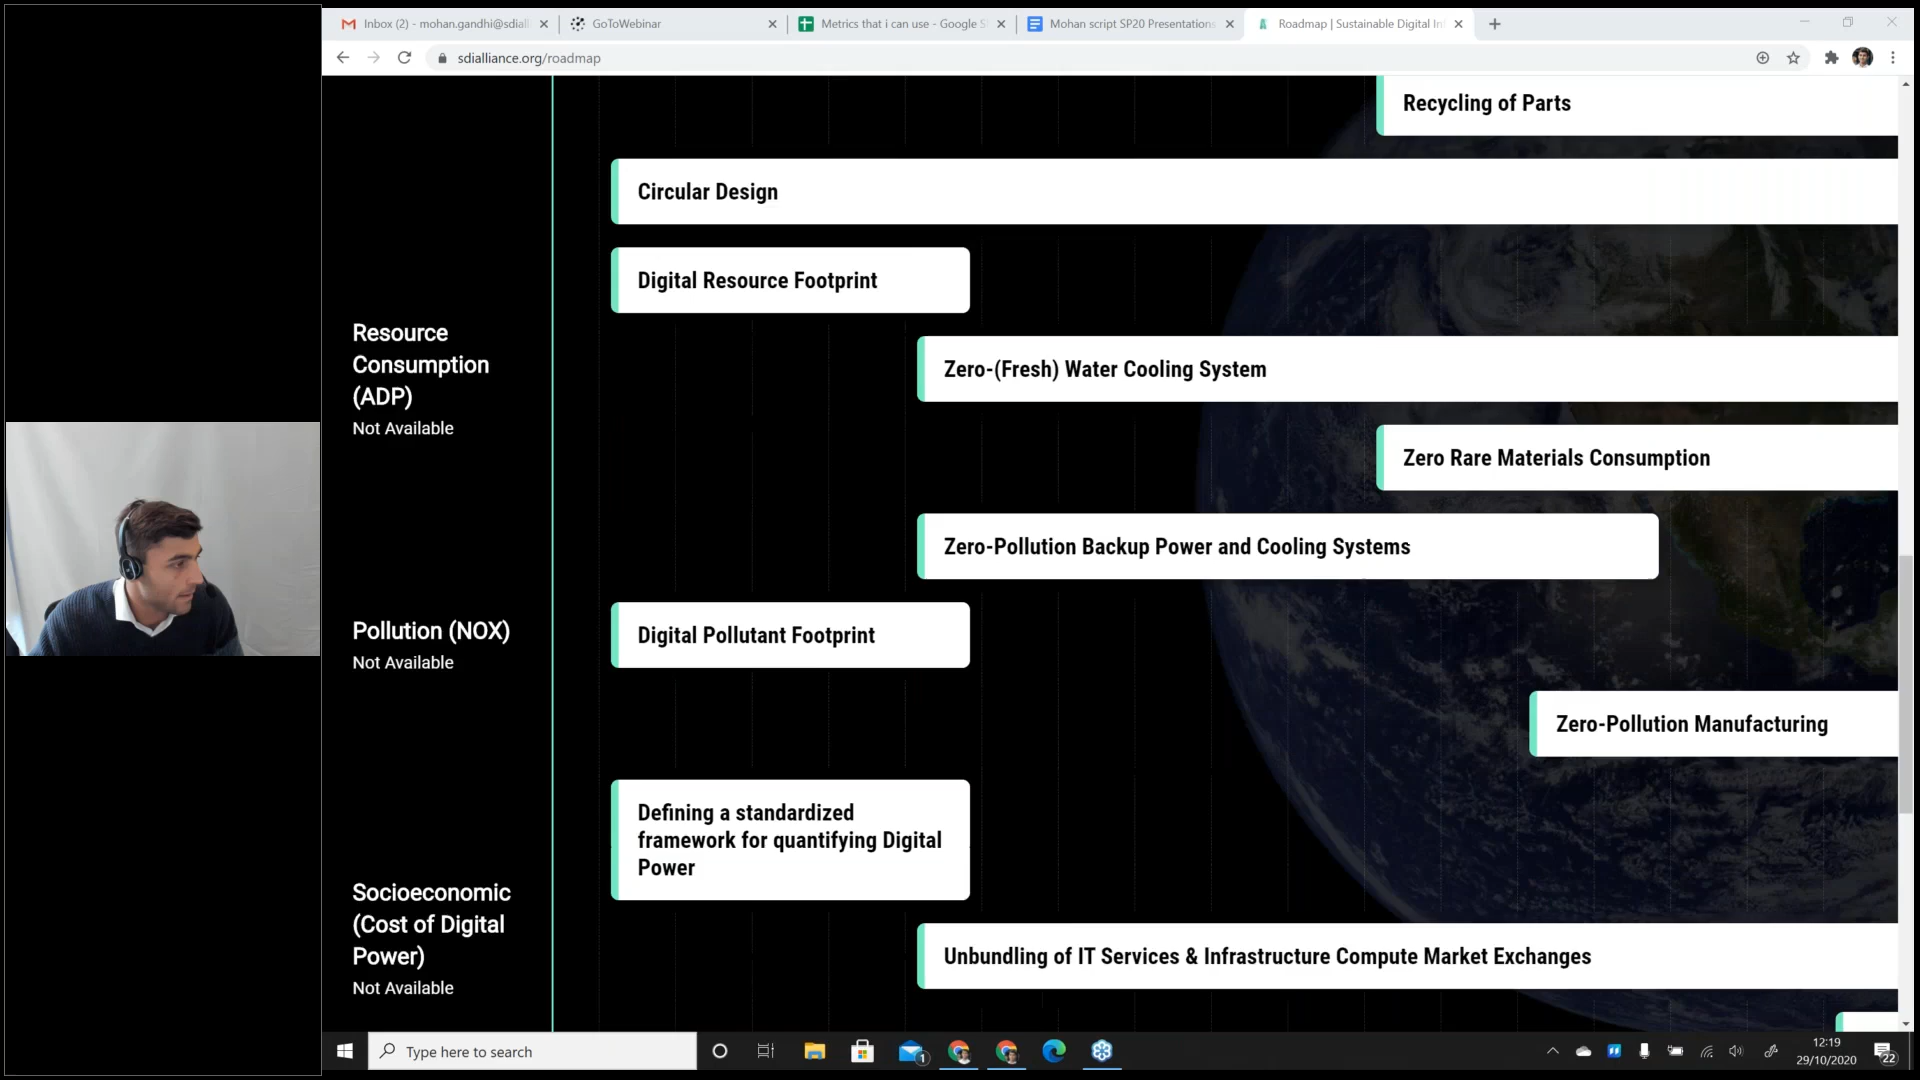 Inbox (2) - mohan.gandhi@sdiall
GoToWebinar
Metrics that i can use - Google S
Mohan script SP20 Presentations
Roadmap | Sustainable Digital In
sdialliance.org/roadmap
Recycling of Parts
Circular Design
Digital Resource Footprint
Resource
Consumption
(ADP)
Not Available
Zero-(Fresh) Water Cooling System
Zero Rare Materials Consumption
Zero-Pollution Backup Power and Cooling Systems
Pollution (NOX)
Not Available
Digital Pollutant Footprint
Zero-Pollution Manufacturing
Defining a standardized
framework for quantifying Digital
Power
Socioeconomic
(Cost of Digital
Power)
Not Available
Unbundling of IT Services & Infrastructure Compute Market Exchanges
Type here to search
1
12:19
29/10/2020
22